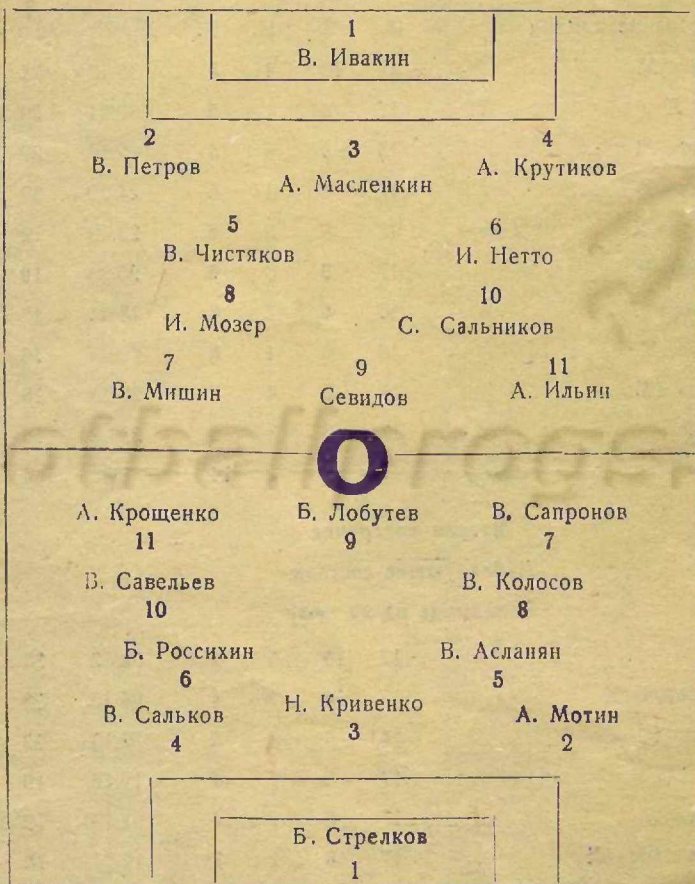 1
В. Ивакин
2 3 4
В. Петров А. Масленкин А. Крутиков
5 6
В. Чистяков И. Нетто
8 10
И. Мозер С. Сальников
7 9 11
В. Мишин Севидов А. Ильин
А. Крощенко Б. Лобутев В. Сапронов
11 9 7
В. Савельев В. Колосов
10 8
Б. Россихин В. Асланян
6 5
В. Сальков Н. Кривенко А. Мотин
4 3 2
Б. Стрелков
1